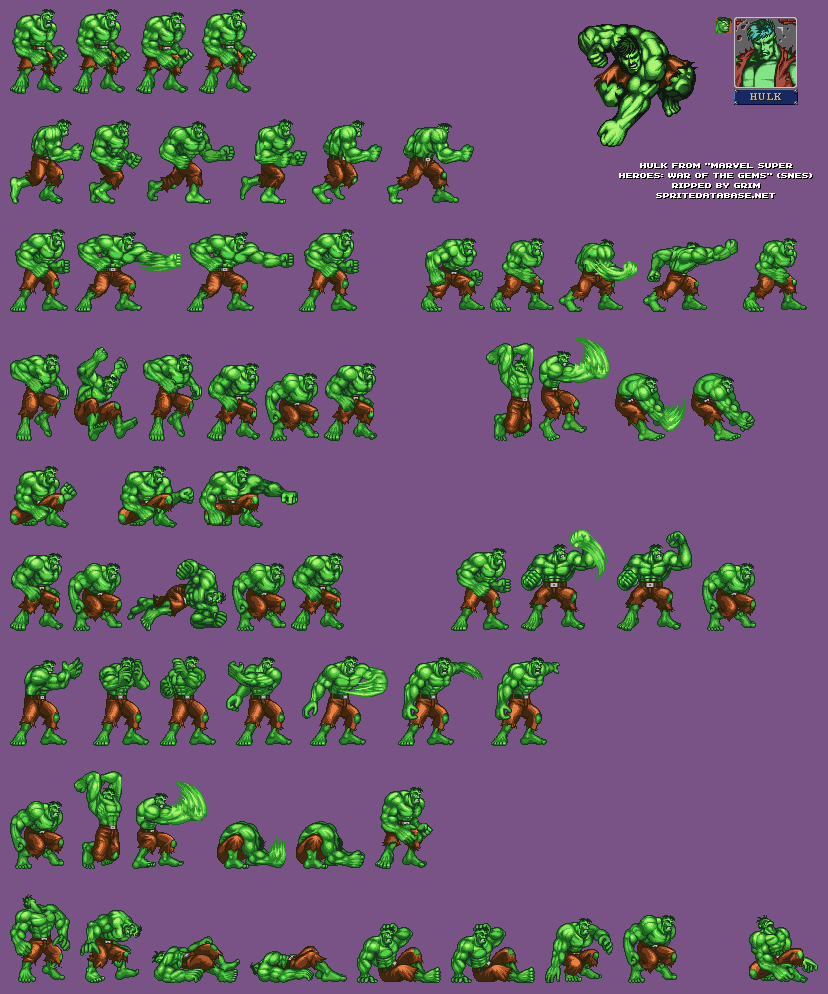 HULK
HULK FROM "MARVEL SUPER
HEROES: WAR OF THE GEMS" (SNES)
RIPPED BY GRIM
SPRITEDATABASE.NET